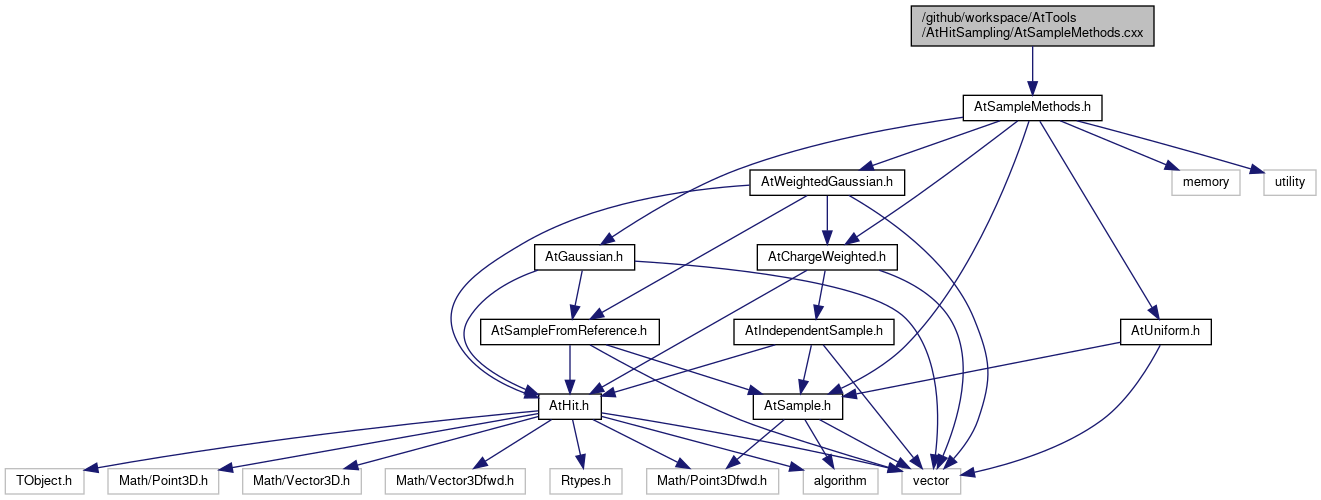 /github/workspace/AtTools
/AtHitSampling/AtSampleMethods.cxx
AtSampleMethods.h
AtWeightedGaussian.h
memory
utility
AtGaussian.h
AtChargeWeighted.h
AtSampleFromReference.h
AtIndependentSample.h
AtUniform.h
AtHit.h
AtSample.h
TObject.h
Math/Point3D.h
Math/Vector3D.h
Math/Vector3Dfwd.h
Rtypes.h
Math/Point3Dfwd.h
algorithm
vector